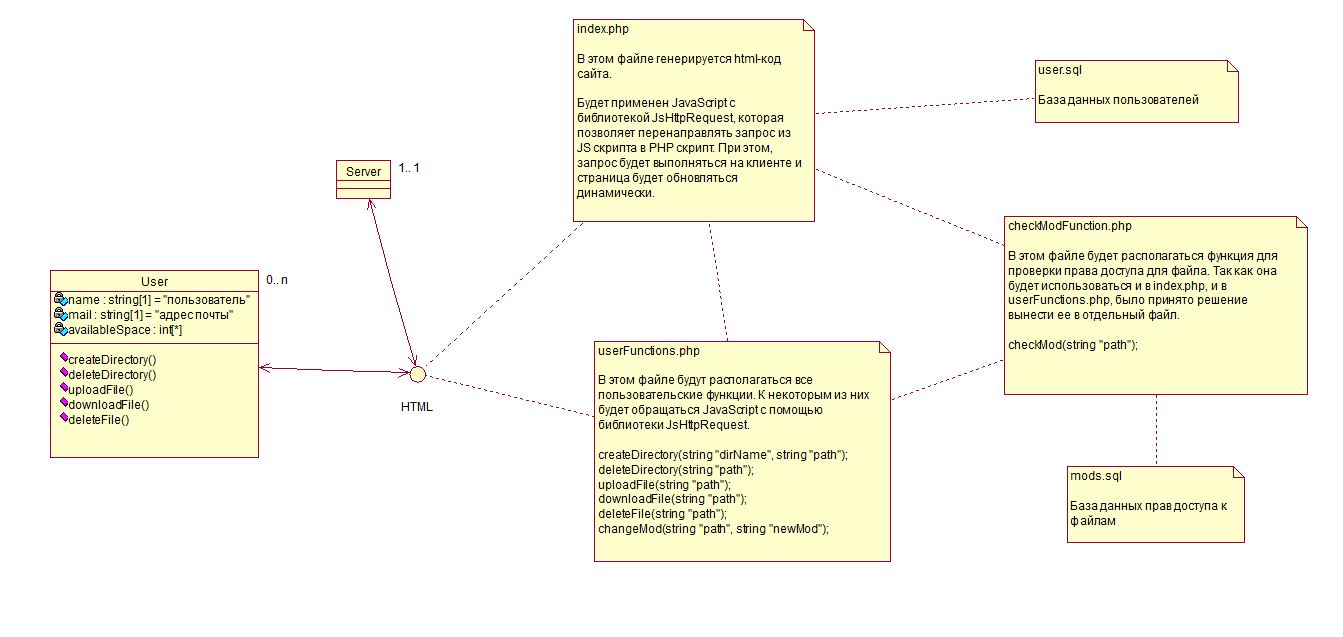 index.php
В этом файле генерируется html-код
сайта.
Будет применен JavaScript с
библиотекой JsHttpRequest, которая
позволяет перенаправлять запрос из
JS скрипта в PHP скрипт. При этом,
запрос будет выполняться на клиенте и
страница будет обновляться
динамически.
user.sql
База данных пользователей
Server
1..1
checkModFunction.php
В этом файле будет располагаться функция для
проверки права доступа для файла. Так как она
будет использоваться и в index.php, и в
userFunctions.php, было принято решение
вынести ее в отдельный файл.
checkMod(string "path");
User
0..n
name : string[1] = "пользователь"
mail : string[1] = "адрес почты"
availableSpace : int[*]
createDirectory()
deleteDirectory()
uploadFile()
downloadFile()
deleteFile()
HTML
userFunctions.php
В этом файле будут располагаться все
пользовательские функции. К некоторым из них
будет обращаться JavaScript с помощью
библиотеки JsHttpRequest.
createDirectory(string "dirName", string "path");
deleteDirectory(string "path");
uploadFile(string "path");
downloadFile(string "path");
deleteFile(string "path");
changeMod(string "path", string "newMod");
mods.sql
База данных прав доступа к
файлам